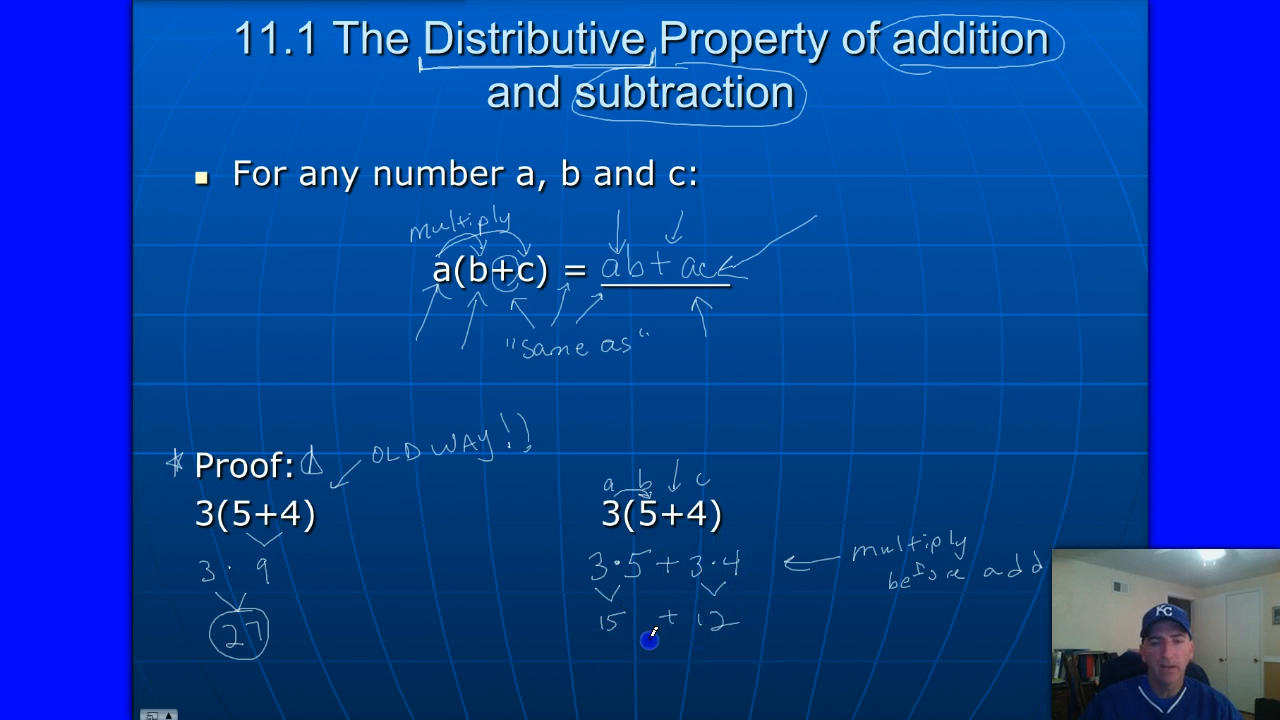 11.1 The Distributive Property of addition
and subtraction
For any number a, b and c:
multiply
a(b+c) = ab + ac
"same as"
OLD WAY!!
Proof:
a b c
3(5+4)
3(5+4)
3 · 9
3·5 + 3·4
multiply
before add
27
15 + 12
KC